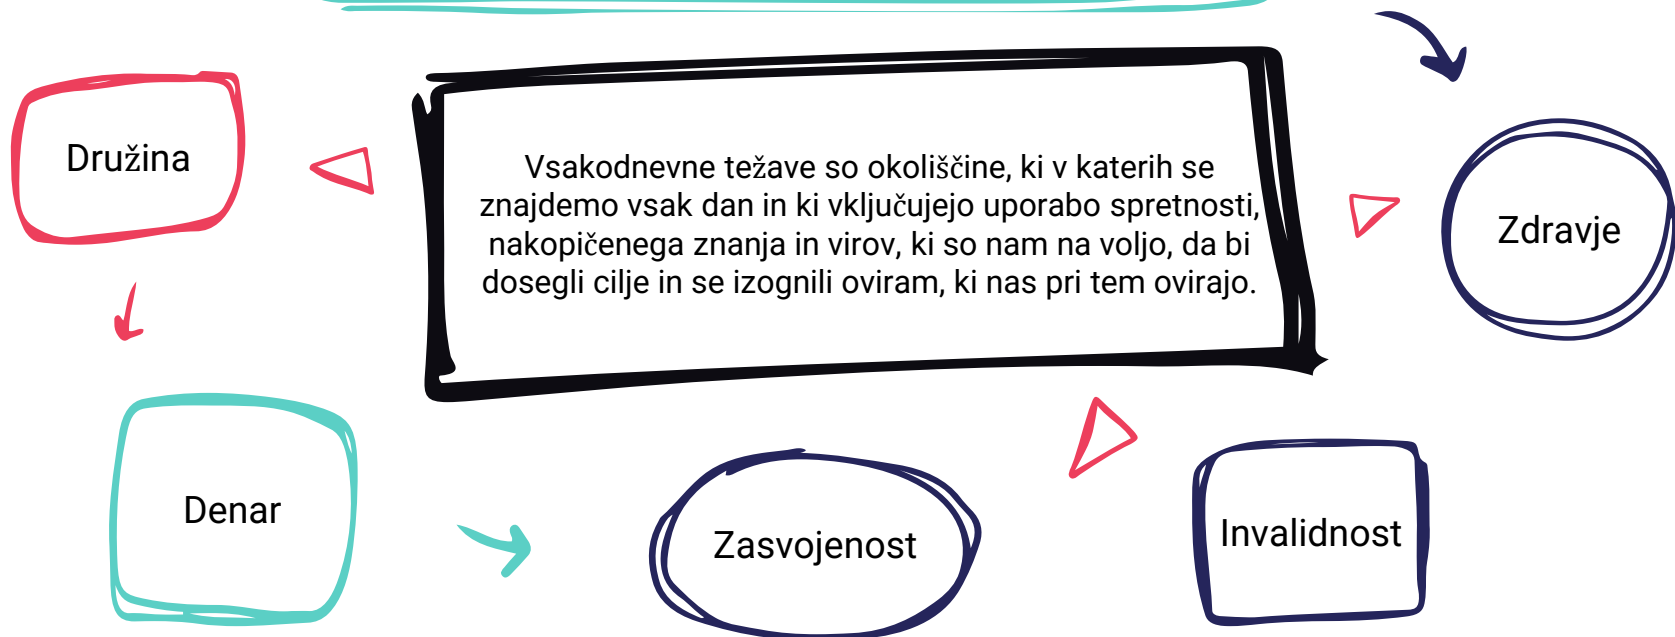 Družina
Vsakodnevne težave so okoliščine, ki v katerih se
znajdemo vsak dan in ki vključujejo uporabo spretnosti,
nakopičenega znanja in virov, ki so nam na voljo, da bi
dosegli cilje in se izognili oviram, ki nas pri tem ovirajo.
Zdravje
Denar
Zasvojenost
Invalidnost